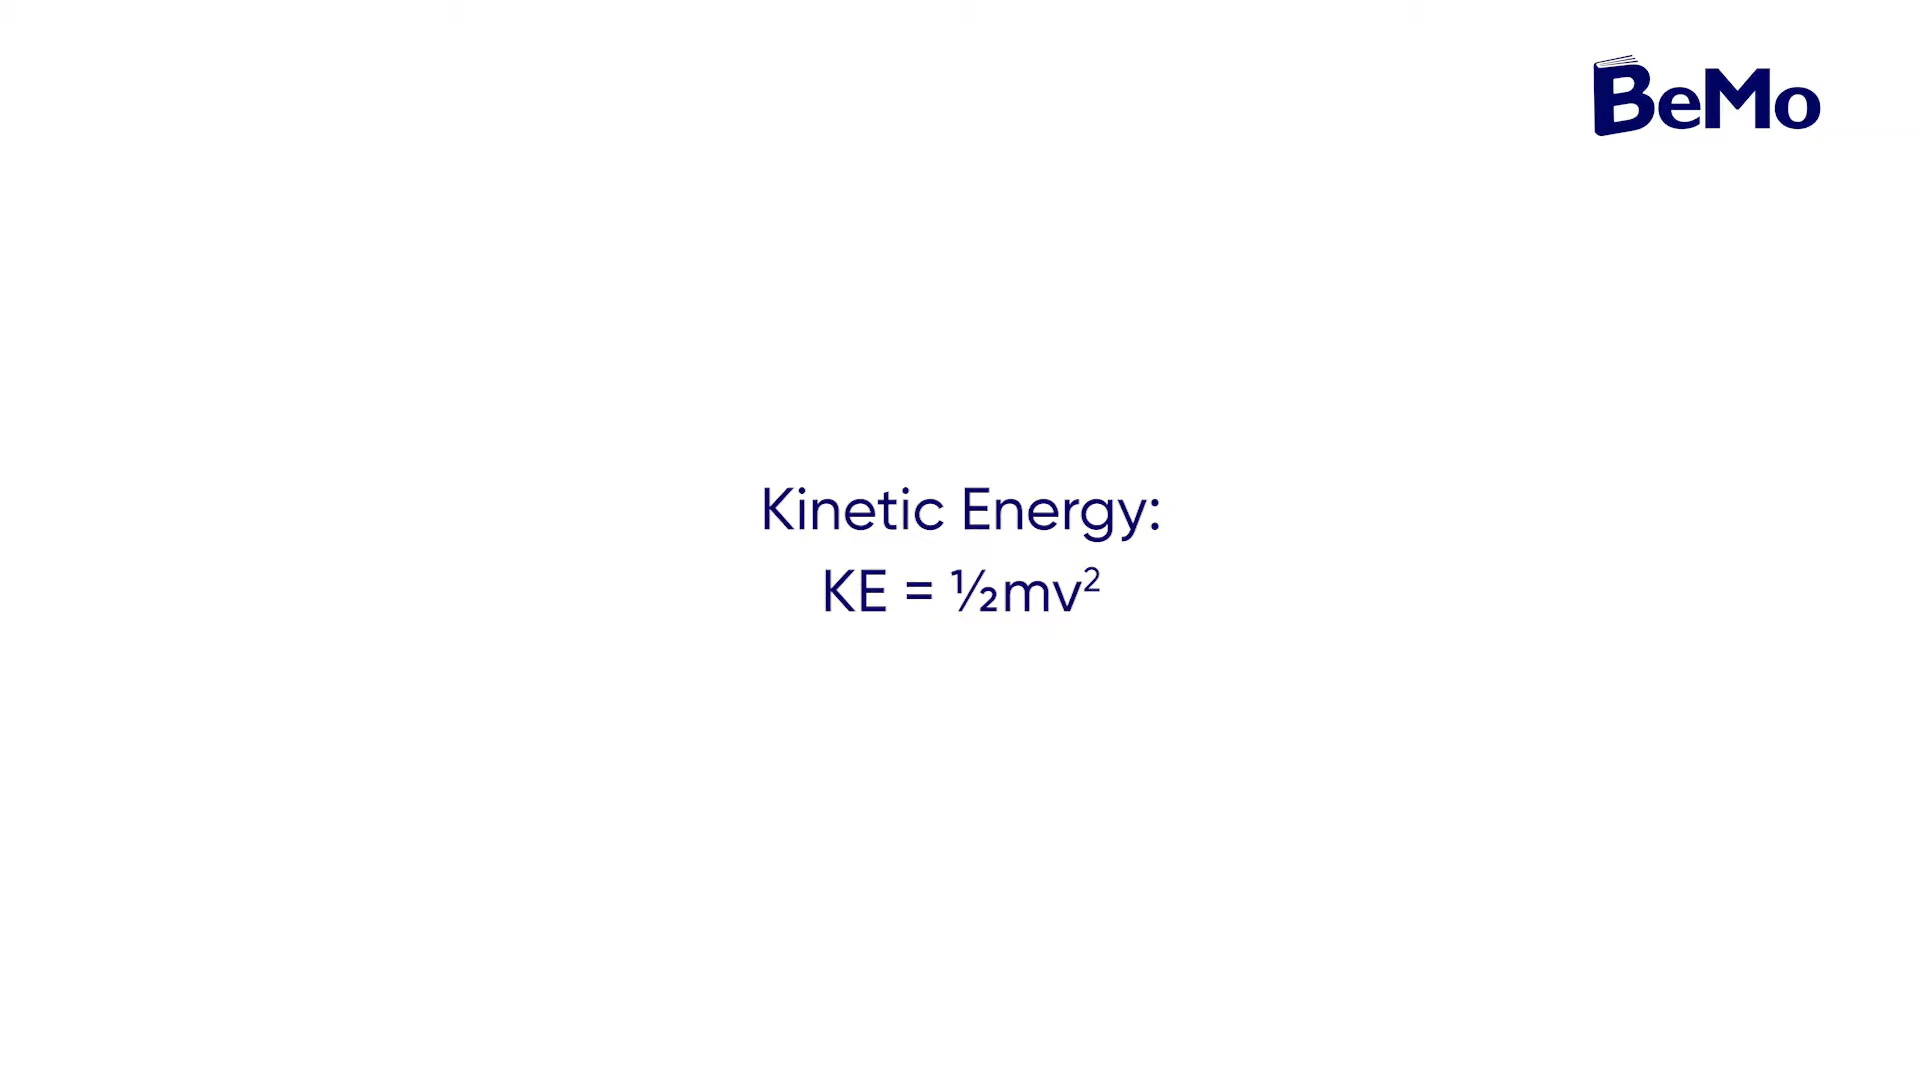 BeMo
Kinetic Energy:
KE = ½mv²